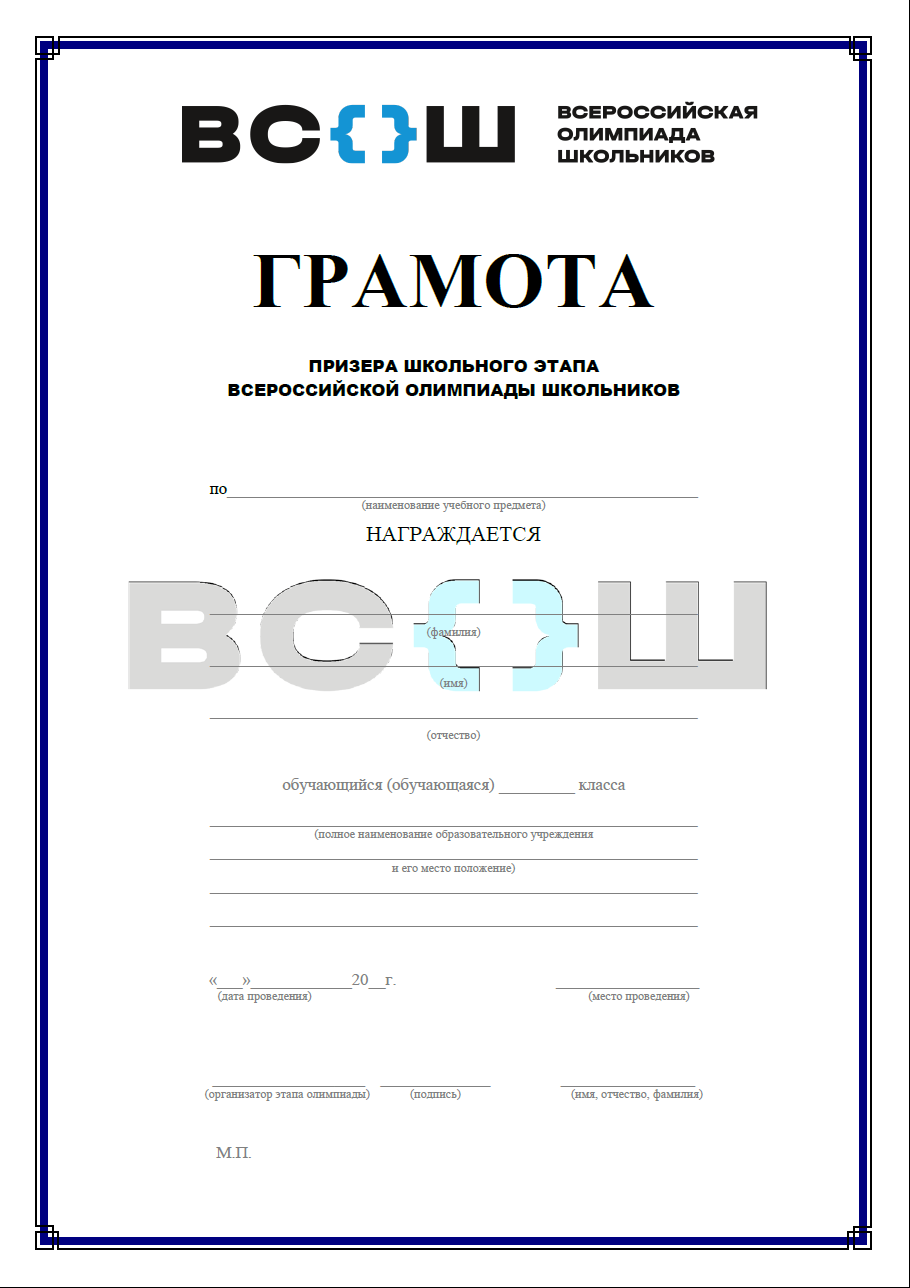 ВС{}Ш
ВСЕРОССИЙСКАЯ
ОЛИМПИАДА
ШКОЛЬНИКОВ
ГРАМОТА
ПРИЗЕРА ШКОЛЬНОГО ЭТАПА
ВСЕРОССИЙСКОЙ ОЛИМПИАДЫ ШКОЛЬНИКОВ
по_______________________________________________
(наименование учебного предмета)
НАГРАЖДАЕТСЯ
ВС{}Ш
(фамилия)
(имя)
(отчество)
обучающийся (обучающаяся) _________ класса
(полное наименование образовательного учреждения
и его место положение)
«___»____________20__г.
(дата проведения) (место проведения)
(организатор этапа олимпиады) (подпись) (имя, отчество, фамилия)
М.П.